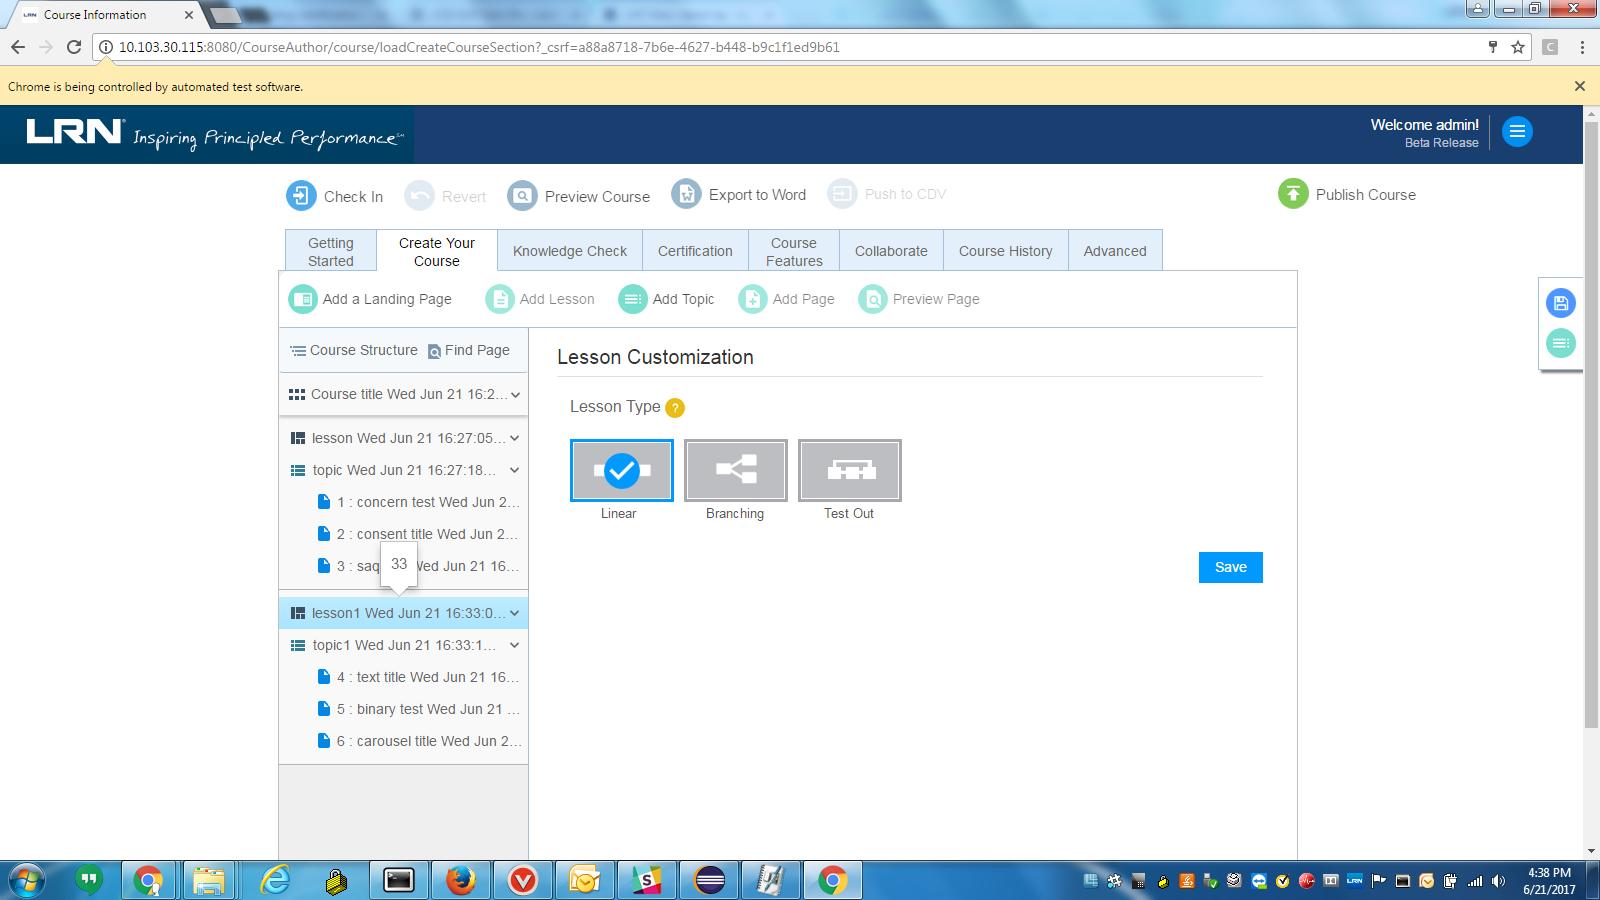 LRN Course Information
10.103.30.115:8080/CourseAuthor/course/loadCreateCourseSection?_csrf=a88a8718-7b6e-4627-b448-b9c1f1ed9b61
C
Chrome is being controlled by automated test software.
LRN Inspiring Principled Performance
Welcome admin!
Beta Release
Check In
Revert
Preview Course
Export to Word
Push to CDV
Publish Course
Getting Started
Create Your Course
Knowledge Check
Certification
Course Features
Collaborate
Course History
Advanced
Add a Landing Page
Add Lesson
Add Topic
Add Page
Preview Page
Course Structure
Find Page
Course title Wed Jun 21 16:2...
lesson Wed Jun 21 16:27:05...
topic Wed Jun 21 16:27:18...
1 : concern test Wed Jun 2...
2 : consent title Wed Jun 2...
3 : saq Wed Jun 21 16:...
33
lesson1 Wed Jun 21 16:33:0...
topic1 Wed Jun 21 16:33:1...
4 : text title Wed Jun 21 16:...
5 : binary test Wed Jun 21 ...
6 : carousel title Wed Jun 2...
Lesson Customization
Lesson Type ?
Linear
Branching
Test Out
Save
4:38 PM
6/21/2017